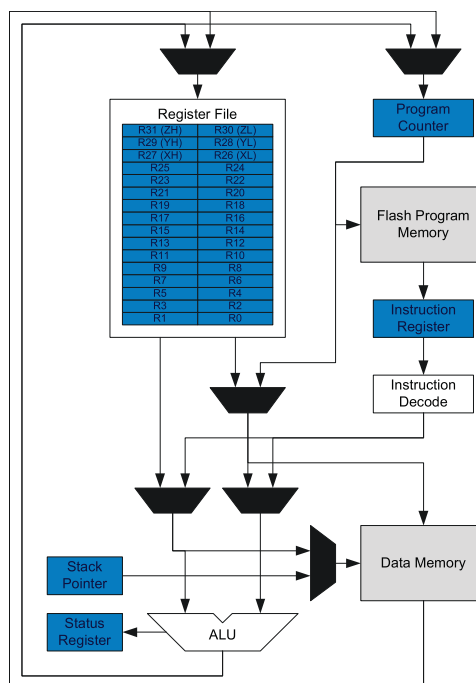 Register File
R31 (ZH) R30 (ZL)
R29 (YH) R28 (YL)
R27 (XH) R26 (XL)
R25 R24
R23 R22
R21 R20
R19 R18
R17 R16
R15 R14
R13 R12
R11 R10
R9 R8
R7 R6
R5 R4
R3 R2
R1 R0
Program
Counter
Flash Program
Memory
Instruction
Register
Instruction
Decode
Stack
Pointer
Data Memory
Status
Register
ALU